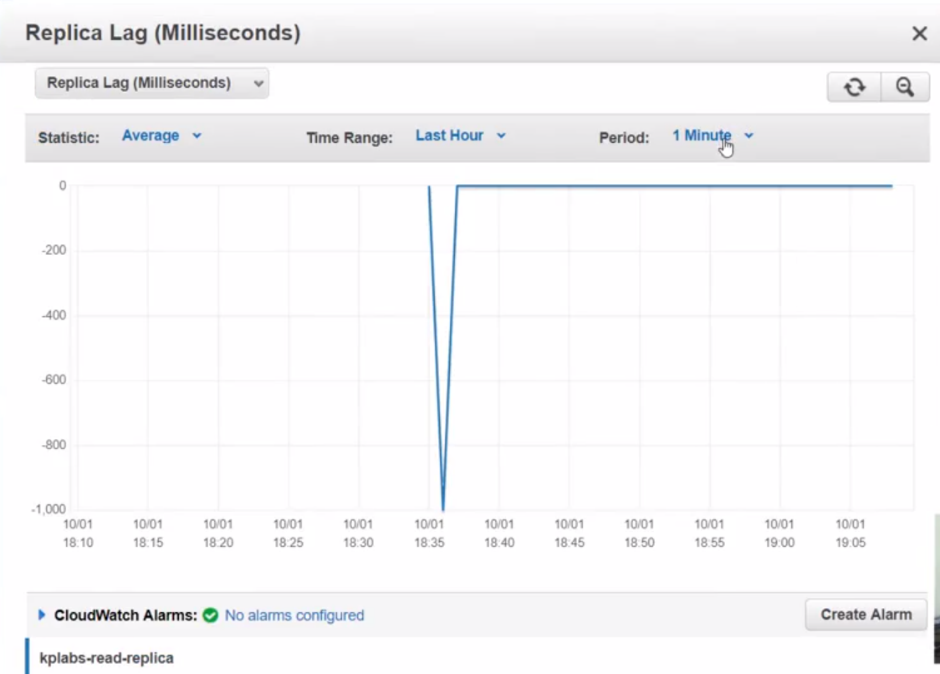 Replica Lag (Milliseconds)
Replica Lag (Milliseconds)
Statistic: Average Time Range: Last Hour Period: 1 Minute
0
-200
-400
-600
-800
-1,000
10/01 10/01 10/01 10/01 10/01 10/01 10/01 10/01 10/01 10/01 10/01 10/01
18:10 18:15 18:20 18:25 18:30 18:35 18:40 18:45 18:50 18:55 19:00 19:05
CloudWatch Alarms: No alarms configured Create Alarm
kplabs-read-replica